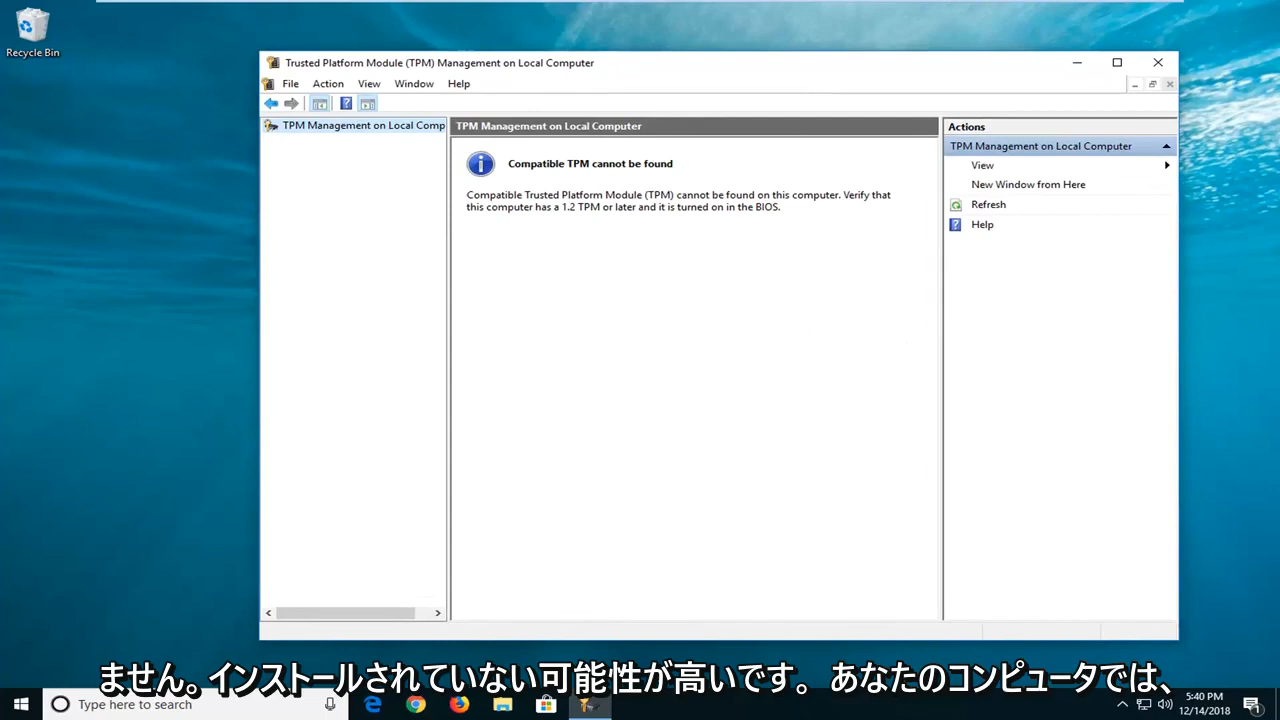 Recycle Bin
Trusted Platform Module (TPM) Management on Local Computer
File Action View Window Help
TPM Management on Local Comp
TPM Management on Local Computer
Compatible TPM cannot be found
Compatible Trusted Platform Module (TPM) cannot be found on this computer. Verify that
this computer has a 1.2 TPM or later and it is turned on in the BIOS.
Actions
TPM Management on Local Computer
View
New Window from Here
Refresh
Help
ません。インストールされていない可能性が高いです。あなたのコンピュータでは、
Type here to search
5:40 PM
12/14/2018
1